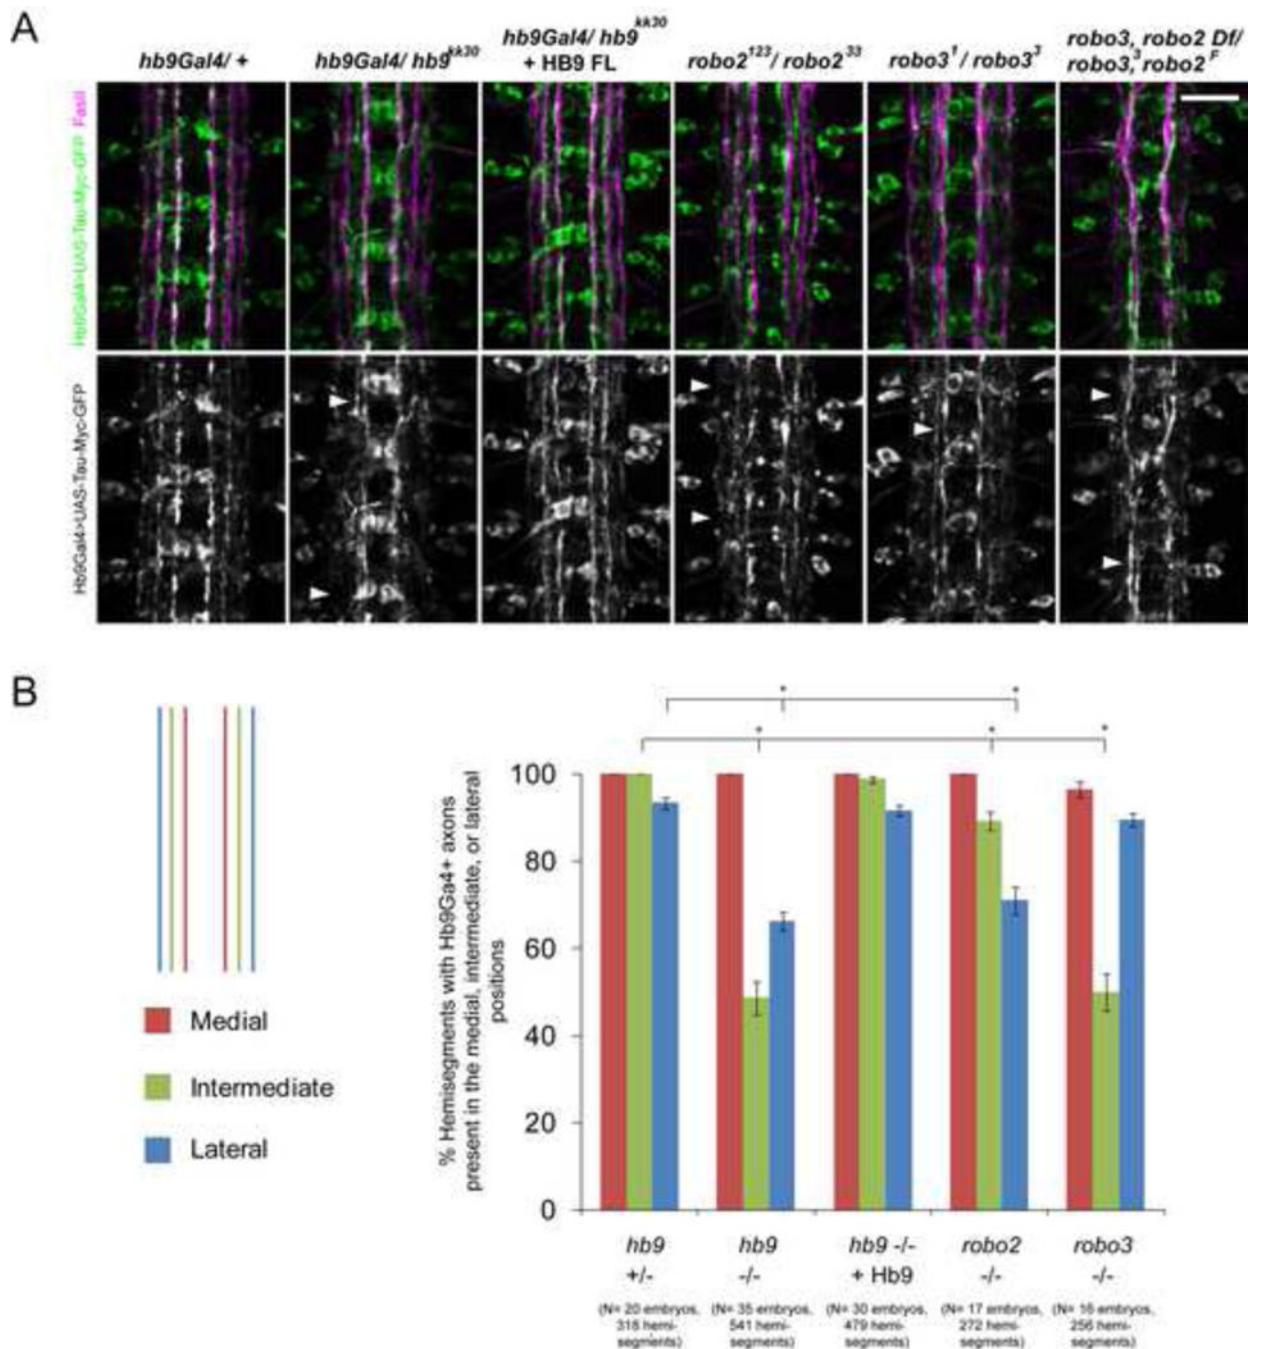 A
hb9Gal4/ +
hb9Gal4/ hb9kk30
hb9Gal4/ hb9kk30
+ HB9 FL
robo2123/ robo233
robo31/ robo33
robo3, robo2 Df/
robo3,3robo2F
Hb9Gal4>UAS-Tau-Myc-GFP FasII
Hb9Gal4>UAS-Tau-Myc-GFP
B
Medial
Intermediate
Lateral
% Hemisegments with Hb9Ga4+ axons
present in the medial, intermediate, or lateral
positions
* *
* * *
100
80
60
40
20
0
hb9 hb9 hb9 -/- robo2 robo3
+/- -/- + Hb9 -/- -/-
(N= 20 embryos, (N= 35 embryos, (N= 30 embryos, (N= 17 embryos, (N= 16 embryos,
318 hemi- 541 hemi- 479 hemi- 272 hemi- 256 hemi-
segments) segments) segments) segments) segments)